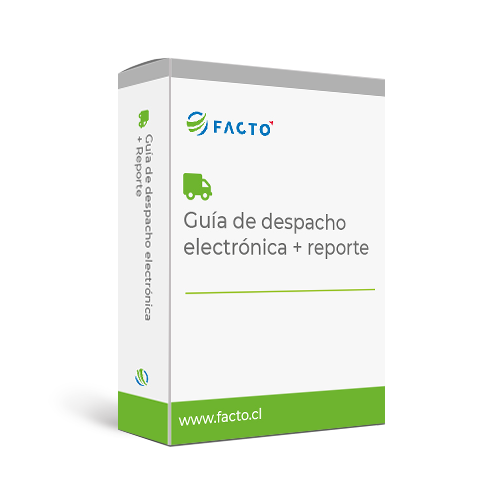 FACTO
Guía de despacho
electrónica + reporte
www.facto.cl
Guía de despacho electrónica
+ Reporte